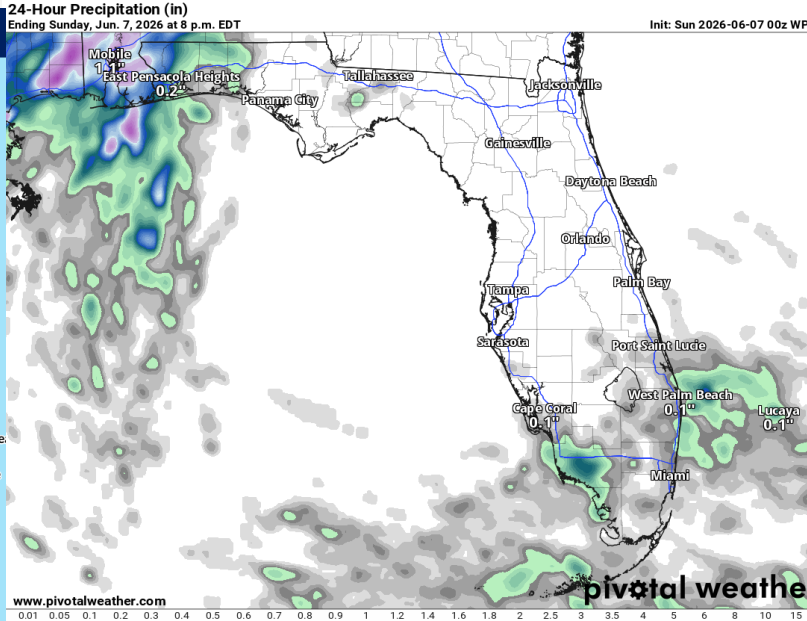 24-Hour Precipitation (in)
Ending Sunday, Jun. 7, 2026 at 8 p.m. EDT
Init: Sun 2026-06-07 00z WP
Mobile
1.1"
East Pensacola Heights
0.2"
Tallahassee
Panama City
Jacksonville
Gainesville
Daytona Beach
Orlando
Palm Bay
Tampa
Sarasota
Port Saint Lucie
West Palm Beach
0.1"
Cape Coral
0.1"
Lucaya
0.1"
Miami
pivotal weathe
www.pivotalweather.com
0.01 0.05 0.1 0.2 0.3 0.4 0.5 0.6 0.7 0.8 0.9 1 1.2 1.4 1.6 1.8 2 2.5 3 3.5 4 5 6 8 10 15